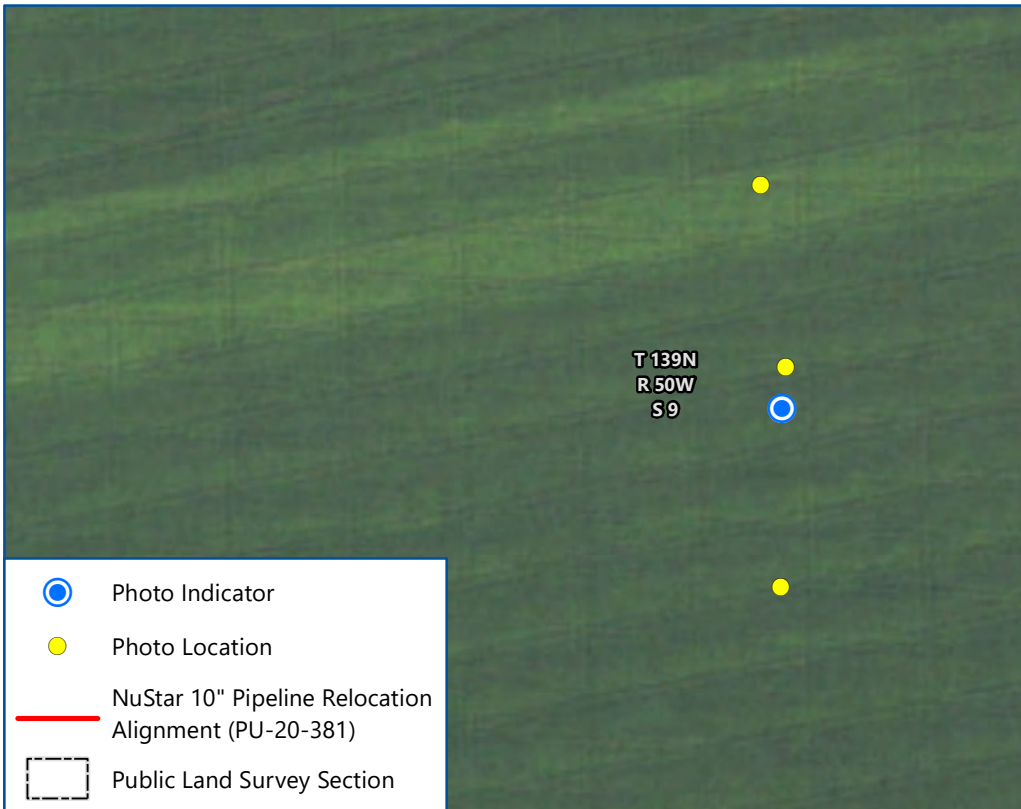 T 139N
R 50W
S 9
Photo Indicator
Photo Location
NuStar 10" Pipeline Relocation
Alignment (PU-20-381)
Public Land Survey Section